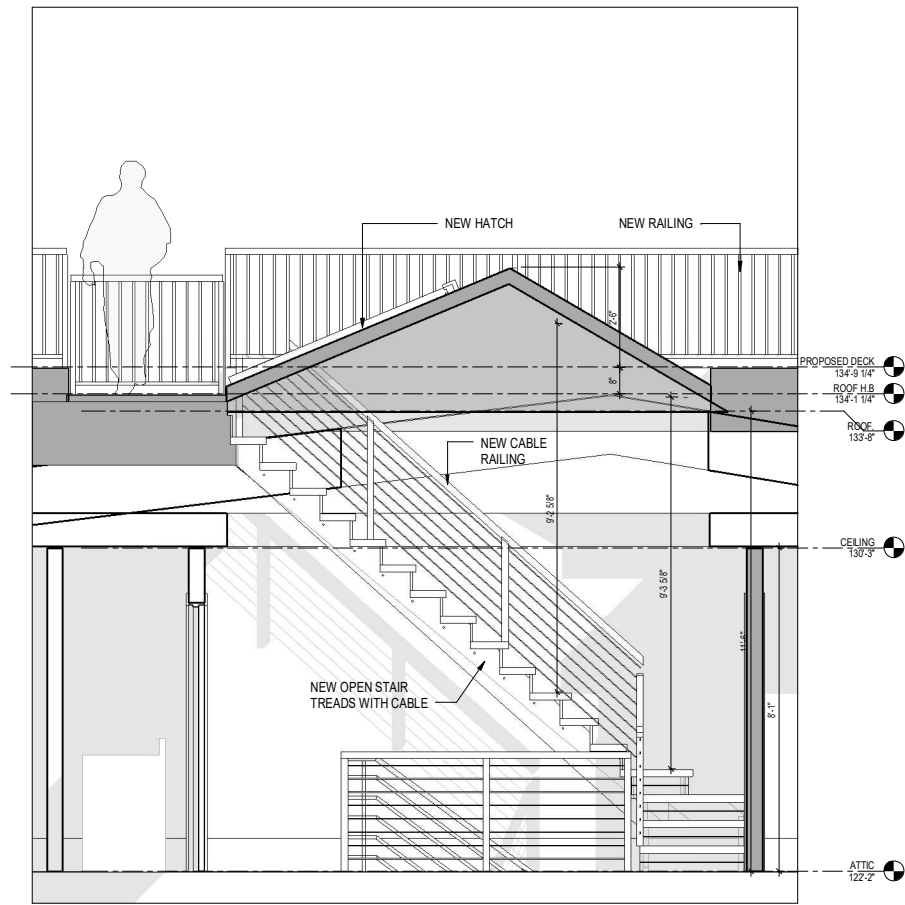 NEW HATCH
NEW RAILING
2'-6"
PROPOSED DECK
134'-9 1/4"
8"
ROOF H.B
134'-1 1/4"
ROOF
133'-8"
NEW CABLE
RAILING
9'-2 5/8"
CEILING
130'-3"
9'-3 5/8"
11'-6"
NEW OPEN STAIR
TREADS WITH CABLE
8'-1"
ATTIC
122'-2"